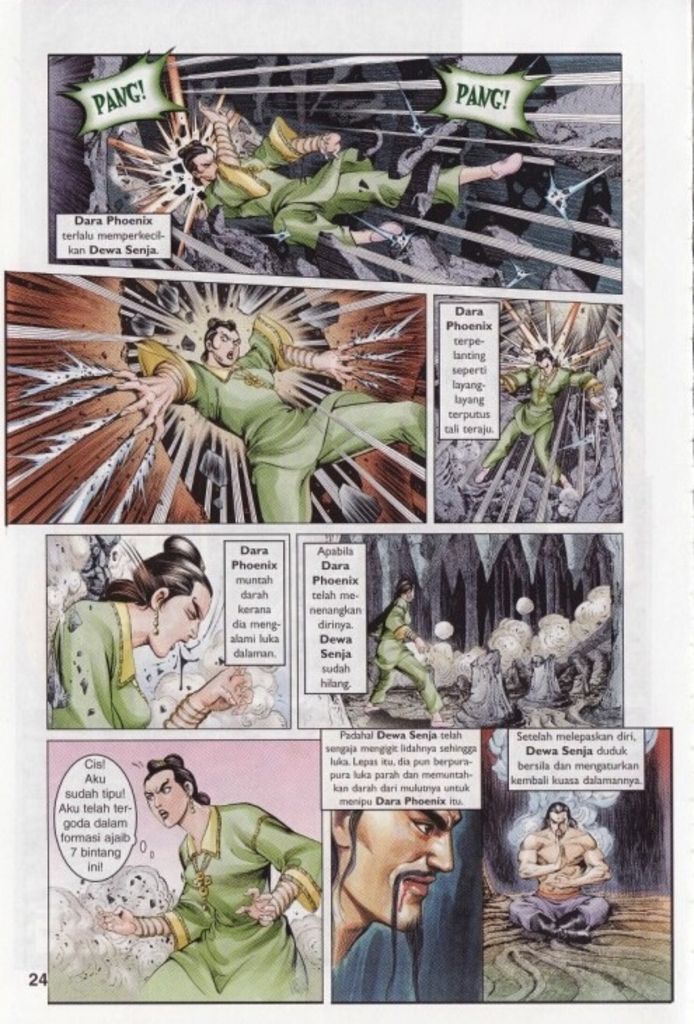 PANG!
PANG!
Dara Phoenix
terlalu memperkecil-
kan Dewa Senja.
Dara
Phoenix
terpe-
lanting
seperti
layang-
layang
terputus
tali teraju.
Dara
Phoenix
muntah
darah
kerana
dia meng-
alami luka
dalaman.
Apabila
Dara
Phoenix
telah me-
nenangkan
dirinya.
Dewa
Senja
sudah
hilang.
Cis!
Aku
sudah tipu!
Aku telah ter-
goda dalam
formasi ajaib
7 bintang
ini!
Padahal Dewa Senja telah
sengaja mengigit lidahnya sehingga
luka. Lepas itu, dia pun berpura-
pura luka parah dan memuntah-
kan darah dari mulutnya untuk
menipu Dara Phoenix itu.
Setelah melepaskan diri,
Dewa Senja duduk
bersila dan mengaturkan
kembali kuasa dalamannya.
24